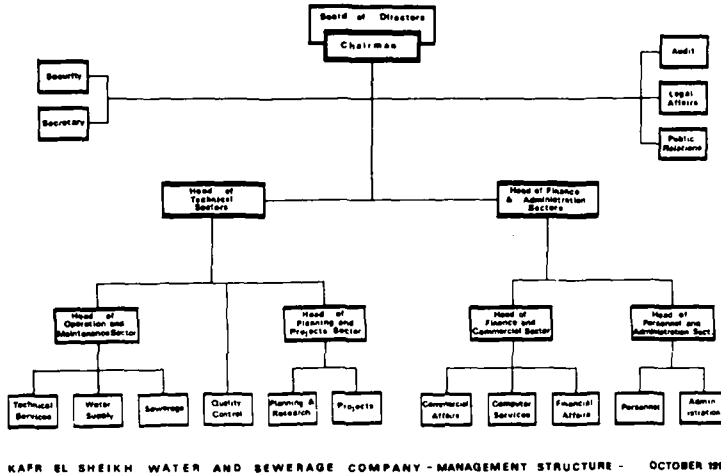 Board of Directors
Chairman
Security
Secretary
Audit
Legal
Affairs
Public
Relations
Head of
Technical
Sectors
Head of Finance
& Administration
Sectors
Head of
Operation and
Maintenance Sector
Head of
Planning and
Projects Sector
Head of
Finance and
Commercial Sector
Head of
Personnel and
Administration Sect.
Technical
Services
Water
Supply
Sewerage
Quality
Control
Planning &
Research
Projects
Commercial
Affairs
Computer
Services
Financial
Affairs
Personnel
Admin
istration
KAFR EL SHEIKH WATER AND SEWERAGE COMPANY - MANAGEMENT STRUCTURE - OCTOBER